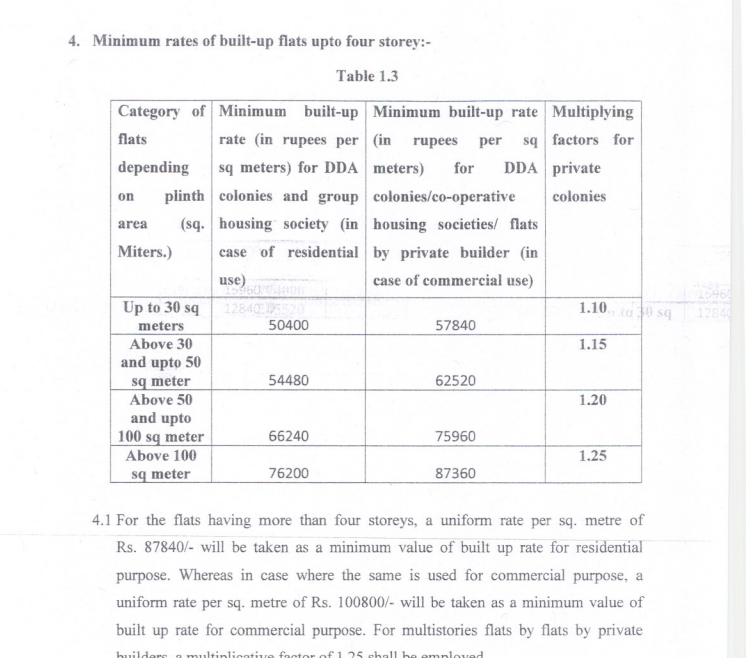 4. Minimum rates of built-up flats upto four storey:-
Table 1.3
Category of flats depending on plinth area (sq. Miters.)
Minimum built-up rate (in rupees per sq meters) for DDA colonies and group housing society (in case of residential use)
Minimum built-up rate (in rupees per sq meters) for DDA colonies/co-operative housing societies/ flats by private builder (in case of commercial use)
Multiplying factors for private colonies
Up to 30 sq meters 50400 57840 1.10
Above 30 and upto 50 sq meter 54480 62520 1.15
Above 50 and upto 100 sq meter 66240 75960 1.20
Above 100 sq meter 76200 87360 1.25
4.1 For the flats having more than four storeys, a uniform rate per sq. metre of
Rs. 87840/- will be taken as a minimum value of built up rate for residential
purpose. Whereas in case where the same is used for commercial purpose, a
uniform rate per sq. metre of Rs. 100800/- will be taken as a minimum value of
built up rate for commercial purpose. For multistories flats by flats by private
builders, a multiplicative factor of 1.25 shall be employed